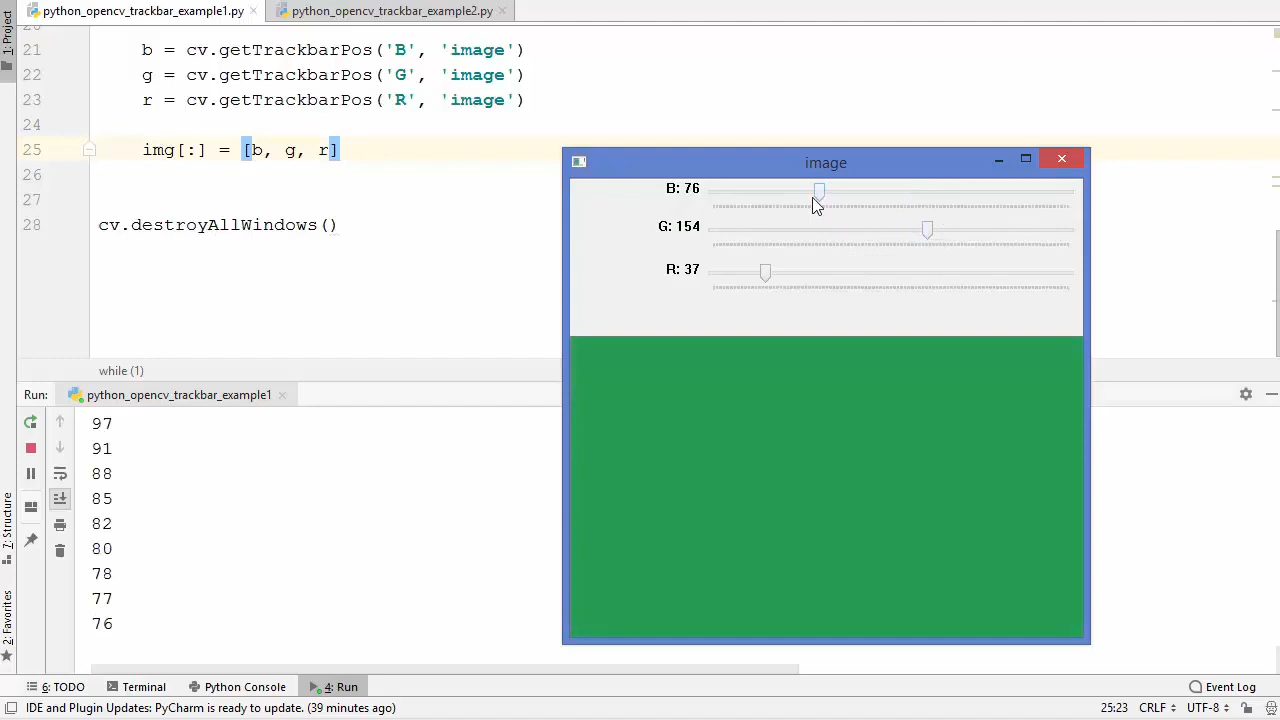 python_opencv_trackbar_example1.py
python_opencv_trackbar_example2.py
1: Project
21 b = cv.getTrackbarPos('B', 'image')
22 g = cv.getTrackbarPos('G', 'image')
23 r = cv.getTrackbarPos('R', 'image')
24
25 img[:] = [b, g, r]
26
27
28 cv.destroyAllWindows()
image
B: 76
G: 154
R: 37
while (1)
Run: python_opencv_trackbar_example1
97
91
88
85
82
80
78
77
76
7: Structure
2: Favorites
6: TODO Terminal Python Console 4: Run Event Log
IDE and Plugin Updates: PyCharm is ready to update. (39 minutes ago) 25:23 CRLF UTF-8